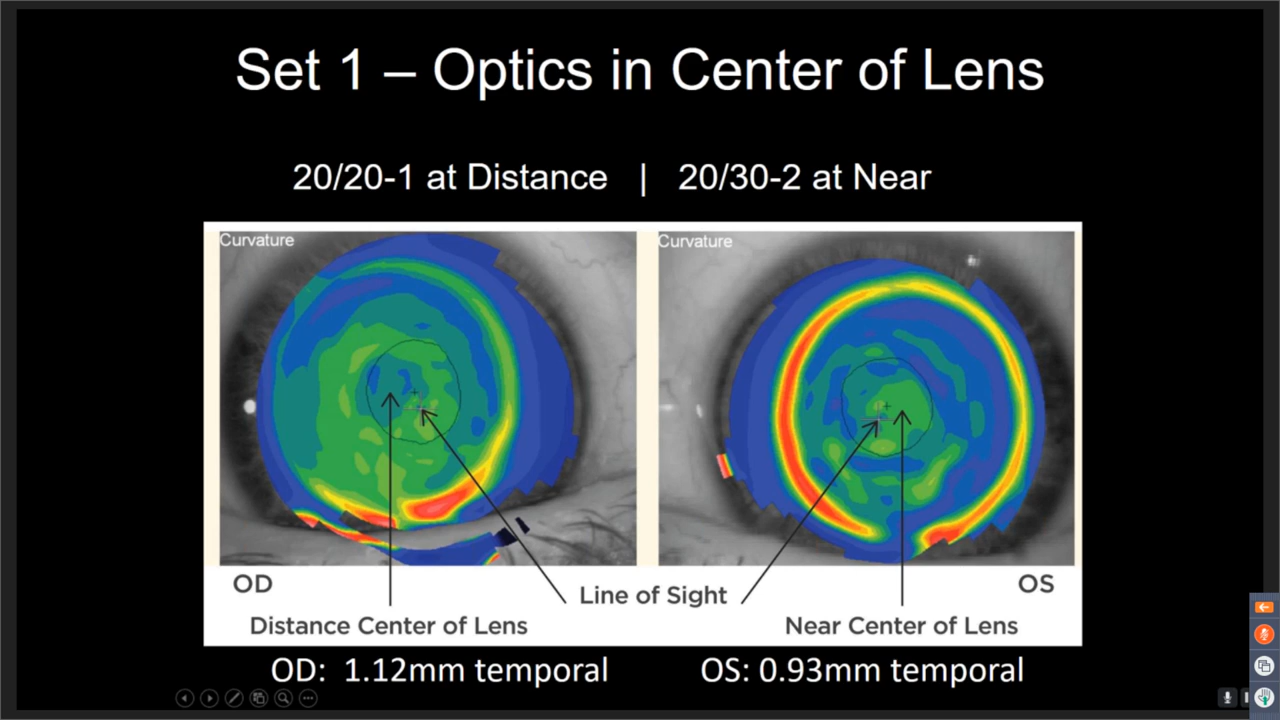 Set 1 – Optics in Center of Lens
20/20-1 at Distance | 20/30-2 at Near
Curvature
Curvature
OD
OS
Line of Sight
Distance Center of Lens
Near Center of Lens
OD: 1.12mm temporal
OS: 0.93mm temporal